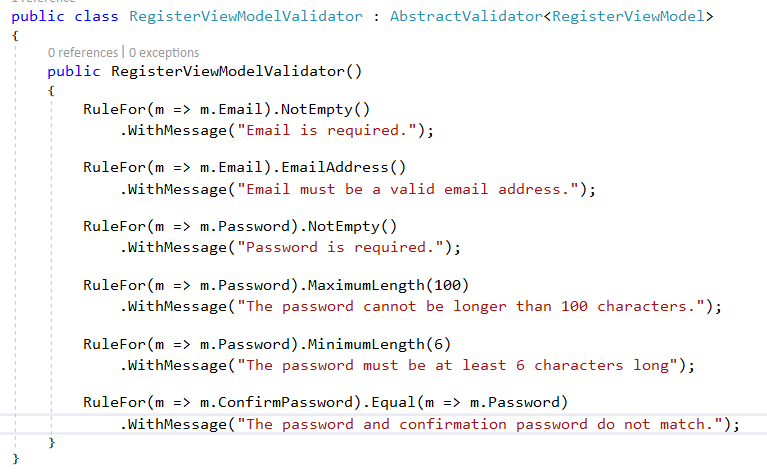 1 reference
public class RegisterViewModelValidator : AbstractValidator<RegisterViewModel>
{
0 references | 0 exceptions
public RegisterViewModelValidator()
{
RuleFor(m => m.Email).NotEmpty()
.WithMessage("Email is required.");
RuleFor(m => m.Email).EmailAddress()
.WithMessage("Email must be a valid email address.");
RuleFor(m => m.Password).NotEmpty()
.WithMessage("Password is required.");
RuleFor(m => m.Password).MaximumLength(100)
.WithMessage("The password cannot be longer than 100 characters.");
RuleFor(m => m.Password).MinimumLength(6)
.WithMessage("The password must be at least 6 characters long");
RuleFor(m => m.ConfirmPassword).Equal(m => m.Password)
.WithMessage("The password and confirmation password do not match.");
}
}